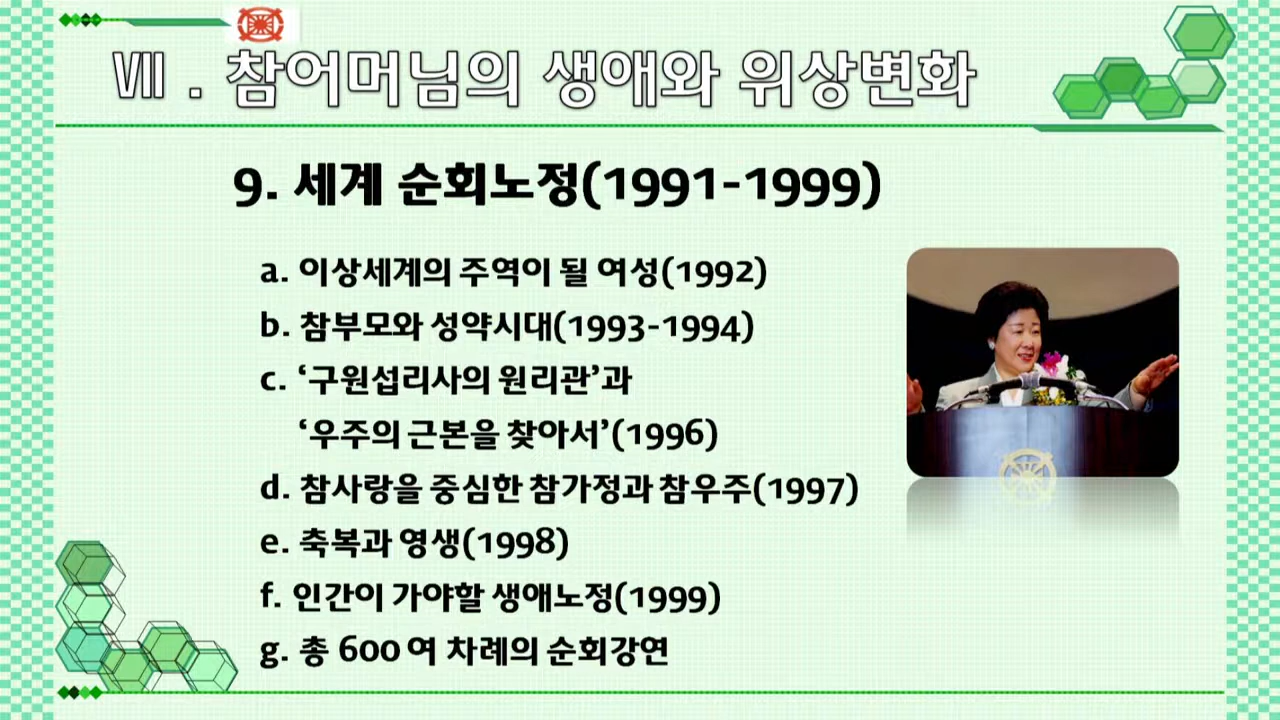 Ⅶ. 참어머님의 생애와 위상변화
9. 세계 순회노정(1991-1999)
a. 이상세계의 주역이 될 여성(1992)
b. 참부모와 성약시대(1993-1994)
c. ‘구원섭리사의 원리관’과
‘우주의 근본을 찾아서’(1996)
d. 참사랑을 중심한 참가정과 참우주(1997)
e. 축복과 영생(1998)
f. 인간이 가야할 생애노정(1999)
g. 총 600여 차례의 순회강연